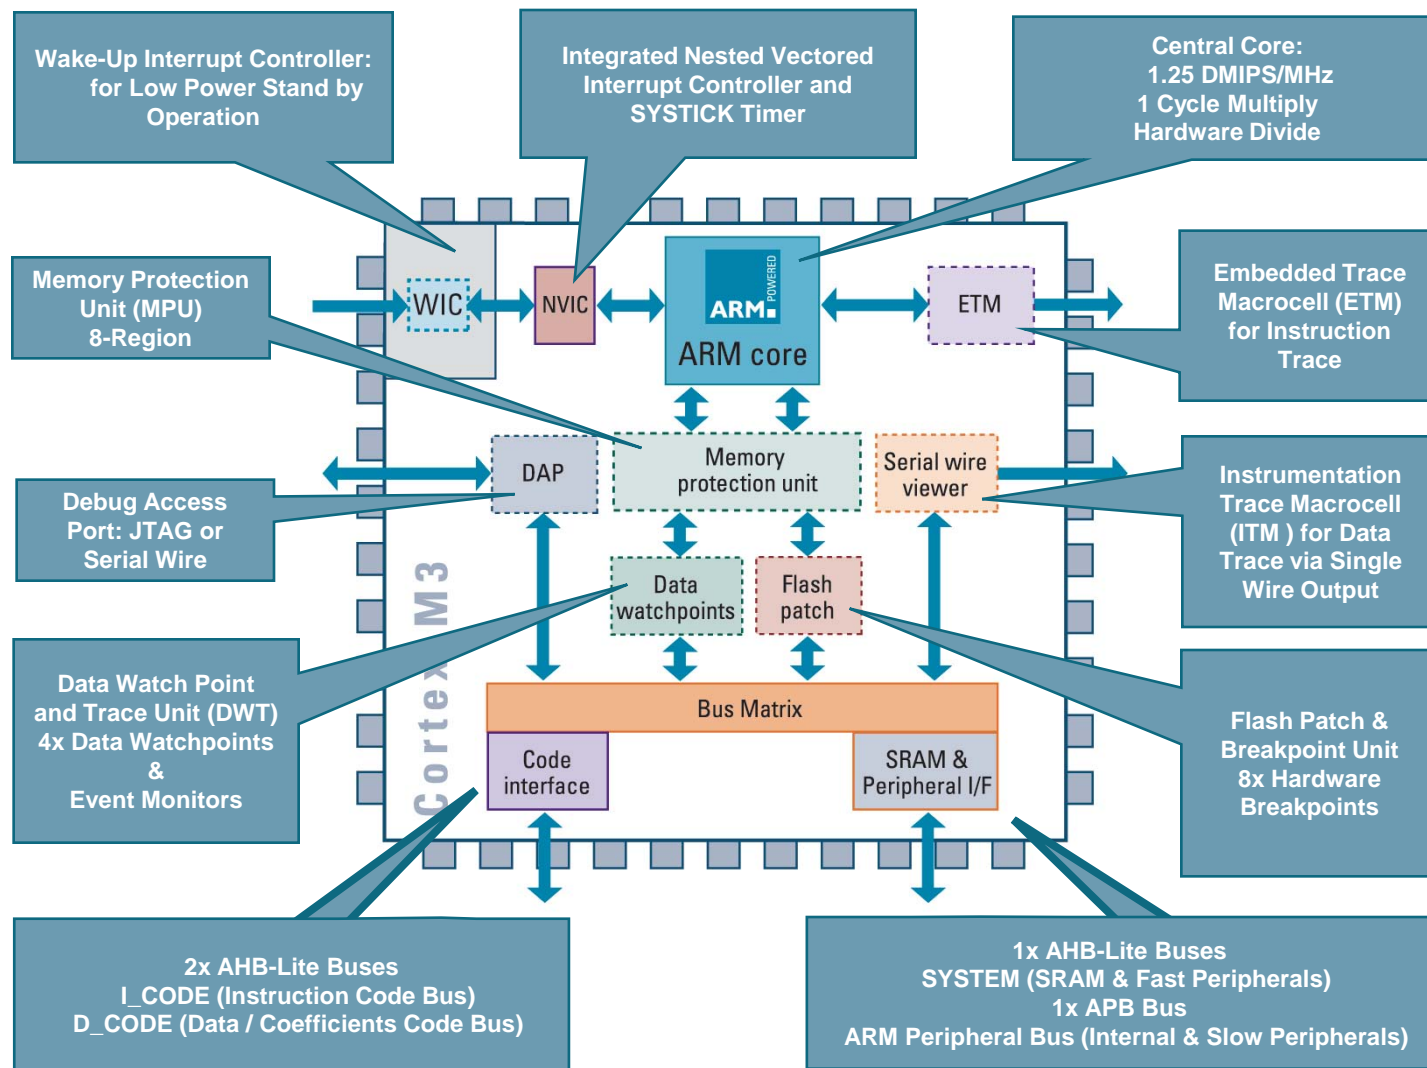 Wake-Up Interrupt Controller:
for Low Power Stand by
Operation
Integrated Nested Vectored
Interrupt Controller and
SYSTICK Timer
Central Core:
1.25 DMIPS/MHz
1 Cycle Multiply
Hardware Divide
Memory Protection
Unit (MPU)
8-Region
WIC
NVIC
ARM
POWERED
ARM core
ETM
Embedded Trace
Macrocell (ETM)
for Instruction
Trace
Debug Access
Port: JTAG or
Serial Wire
DAP
Memory
protection unit
Serial wire
viewer
Instrumentation
Trace Macrocell
(ITM ) for Data
Trace via Single
Wire Output
Cortex M3
Data
watchpoints
Flash
patch
Data Watch Point
and Trace Unit (DWT)
4x Data Watchpoints
&
Event Monitors
Bus Matrix
Code
interface
SRAM &
Peripheral I/F
Flash Patch &
Breakpoint Unit
8x Hardware
Breakpoints
2x AHB-Lite Buses
I_CODE (Instruction Code Bus)
D_CODE (Data / Coefficients Code Bus)
1x AHB-Lite Buses
SYSTEM (SRAM & Fast Peripherals)
1x APB Bus
ARM Peripheral Bus (Internal & Slow Peripherals)